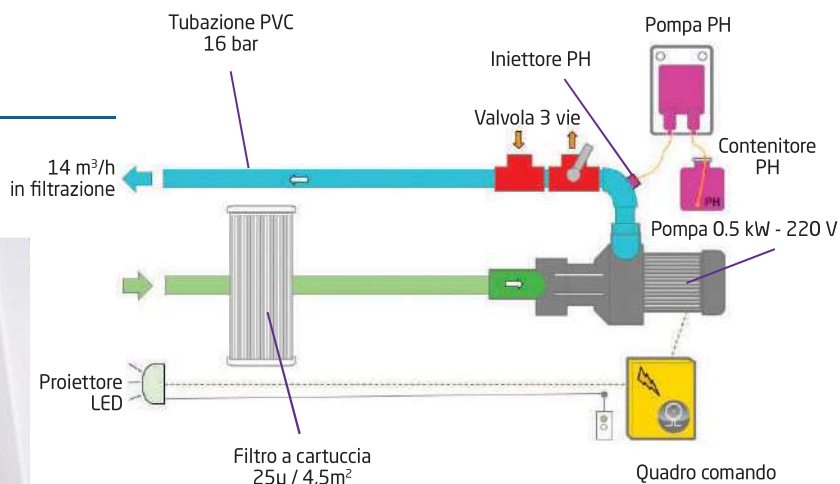 Tubazione PVC
16 bar
Pompa PH
Iniettore PH
Valvola 3 vie
Contenitore
PH
14 m³/h
in filtrazione
PH
Pompa 0.5 kW - 220 V
Proiettore
LED
Filtro a cartuccia
25µ / 4,5m²
Quadro comando